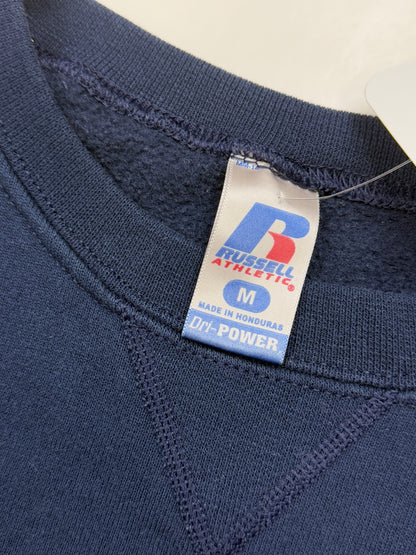 RUSSELL
ATHLETIC®
M
MADE IN HONDURAS
Dri-POWER